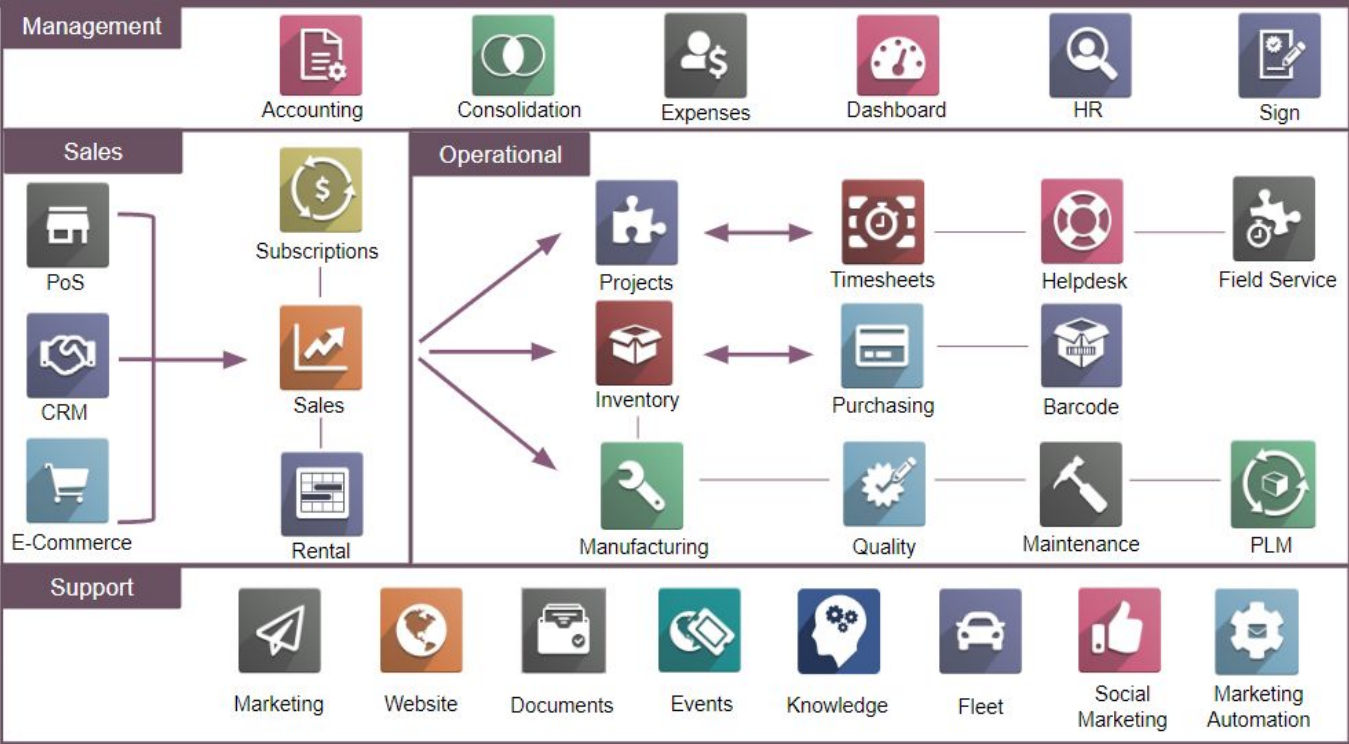 Management
Accounting
Consolidation
Expenses
Dashboard
HR
Sign
Sales
Subscriptions
PoS
CRM
Sales
E-Commerce
Rental
Operational
Projects
Timesheets
Helpdesk
Field Service
Inventory
Purchasing
Barcode
Manufacturing
Quality
Maintenance
PLM
Support
Marketing
Website
Documents
Events
Knowledge
Fleet
Social
Marketing
Marketing
Automation